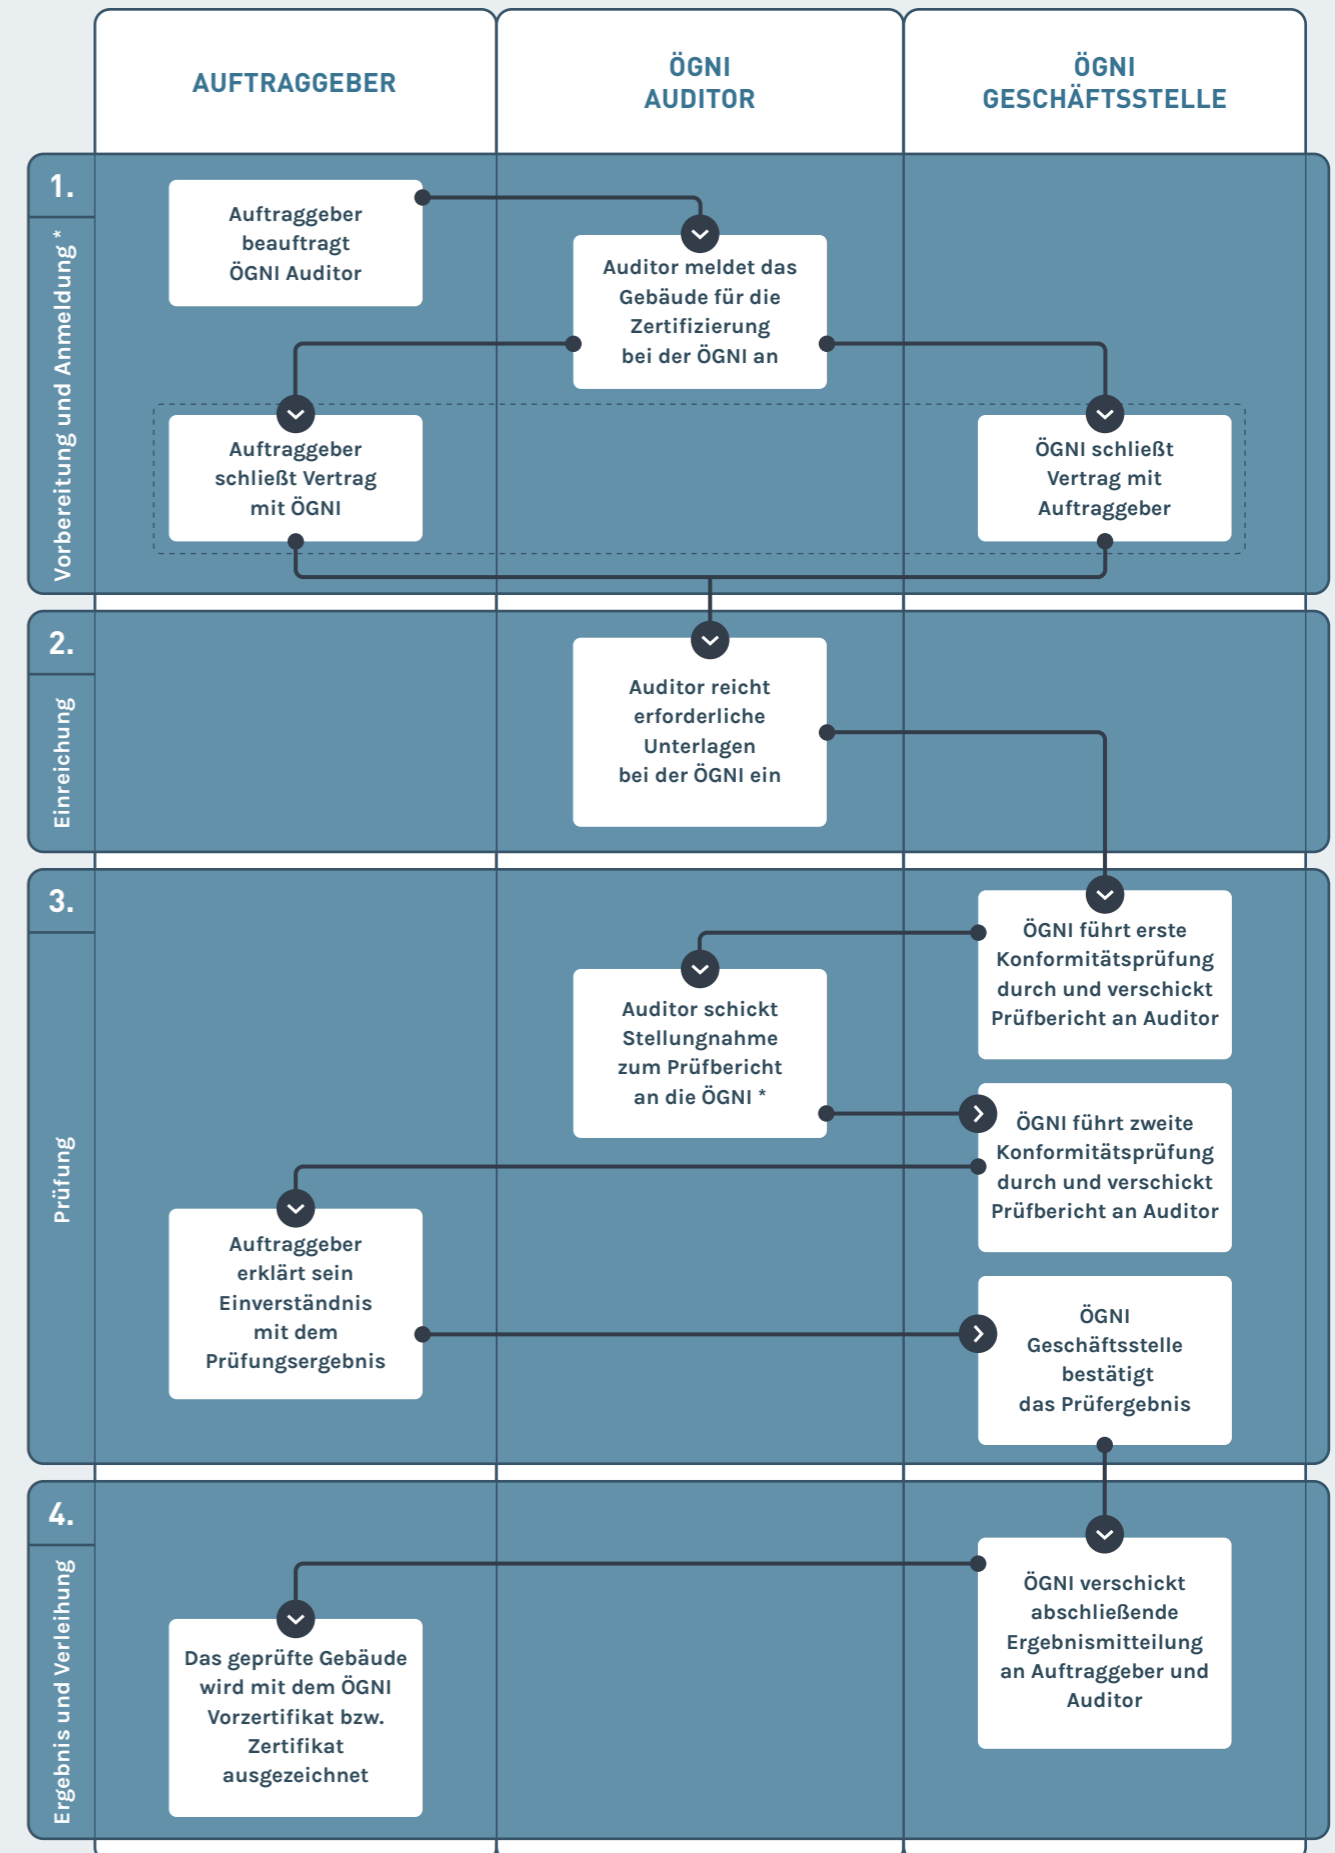 AUFTRAGGEBER
ÖGNI
AUDITOR
ÖGNI
GESCHÄFTSSTELLE
1.
Vorbereitung und Anmeldung *
Auftraggeber
beauftragt
ÖGNI Auditor
Auditor meldet das
Gebäude für die
Zertifizierung
bei der ÖGNI an
Auftraggeber
schließt Vertrag
mit ÖGNI
ÖGNI schließt
Vertrag mit
Auftraggeber
2.
Einreichung
Auditor reicht
erforderliche
Unterlagen
bei der ÖGNI ein
3.
Prüfung
ÖGNI führt erste
Konformitätsprüfung
durch und verschickt
Prüfbericht an Auditor
Auditor schickt
Stellungnahme
zum Prüfbericht
an die ÖGNI *
ÖGNI führt zweite
Konformitätsprüfung
durch und verschickt
Prüfbericht an Auditor
Auftraggeber
erklärt sein
Einverständnis
mit dem
Prüfungsergebnis
ÖGNI
Geschäftsstelle
bestätigt
das Prüfergebnis
4.
Ergebnis und Verleihung
ÖGNI verschickt
abschließende
Ergebnismitteilung
an Auftraggeber und
Auditor
Das geprüfte Gebäude
wird mit dem ÖGNI
Vorzertifikat bzw.
Zertifikat
ausgezeichnet